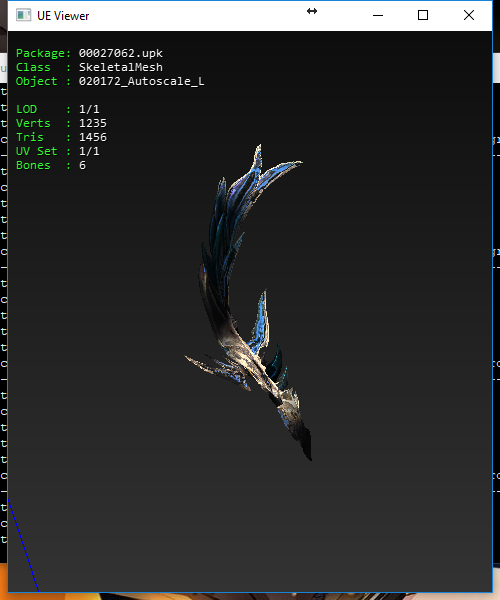 UE Viewer
Package: 00027062.upk
Class : SkeletalMesh
Object : 020172_Autoscale_L
LOD : 1/1
Verts : 1235
Tris : 1456
UV Set : 1/1
Bones : 6